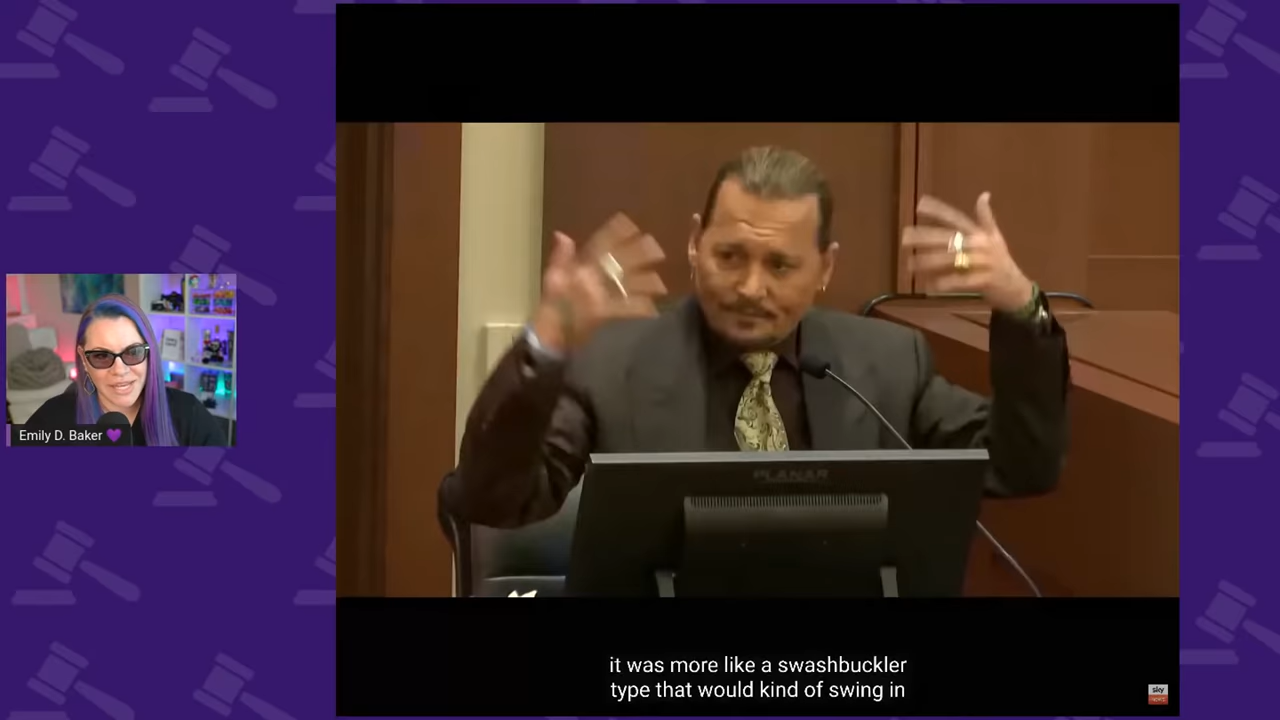 Emily D. Baker 💜
PLANAR
it was more like a swashbuckler
type that would kind of swing in
sky
news